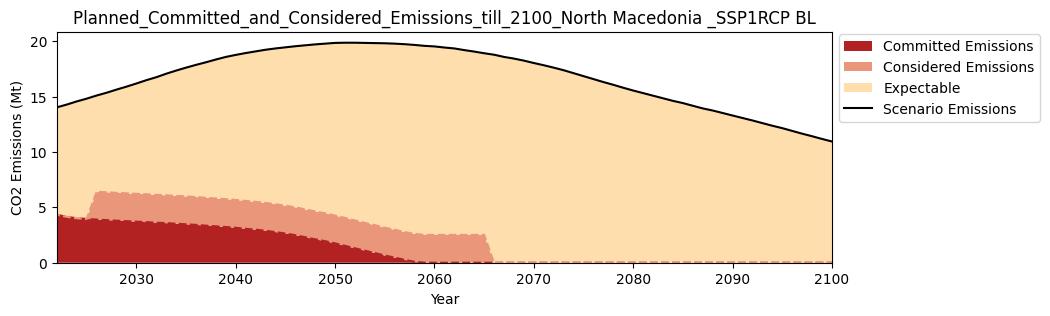 Planned_Committed_and_Considered_Emissions_till_2100_North Macedonia _SSP1RCP BL
CO2 Emissions (Mt)
20
15
10
5
0
2030 2040 2050 2060 2070 2080 2090 2100
Year
Committed Emissions
Considered Emissions
Expectable
Scenario Emissions